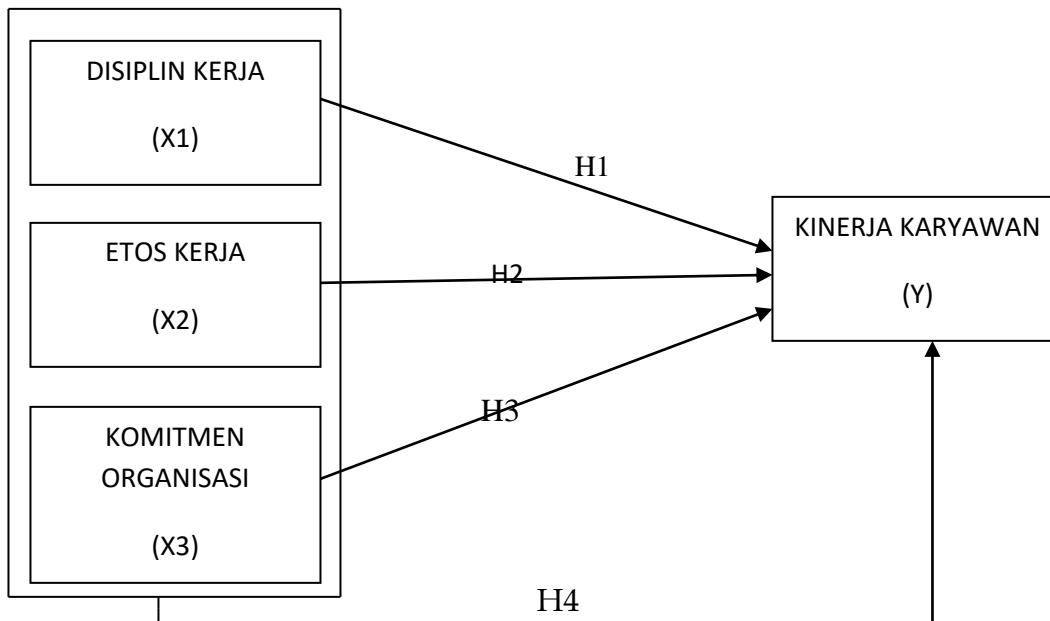 DISIPLIN KERJA
(X1)
H1
ETOS KERJA
(X2)
H2
KINERJA KARYAWAN
(Y)
KOMITMEN
ORGANISASI
(X3)
H3
H4